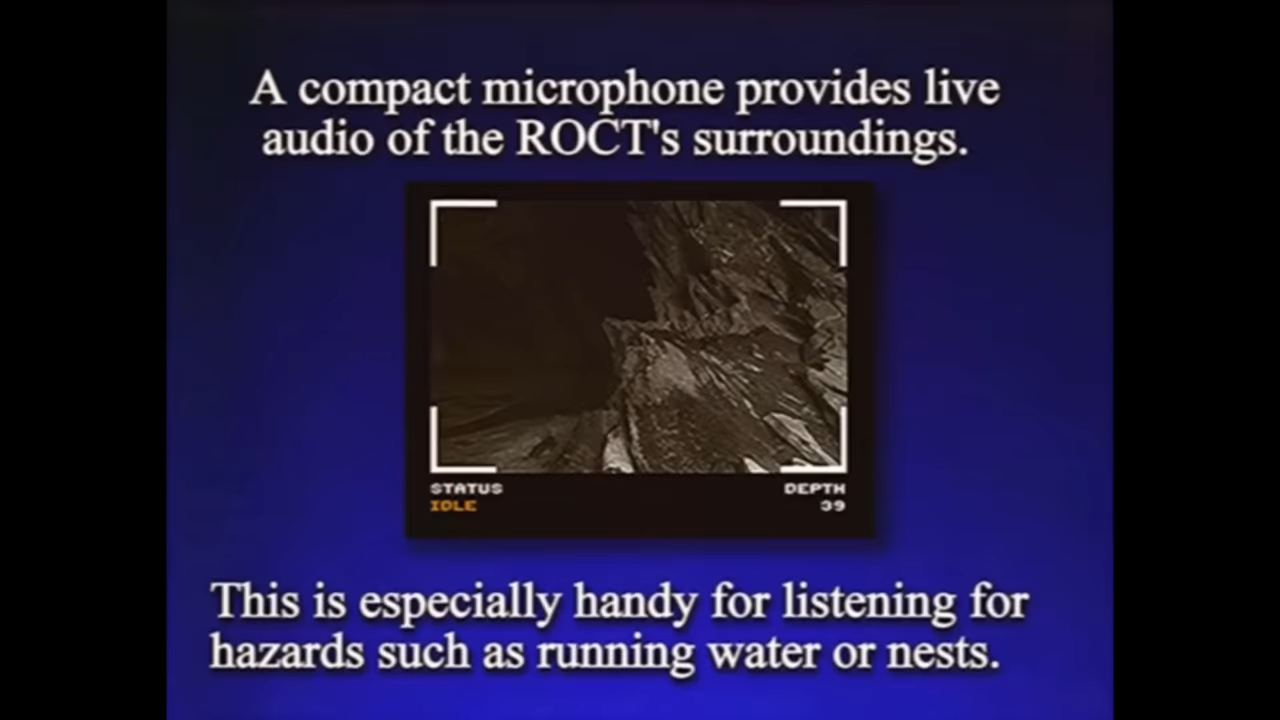 A compact microphone provides live
audio of the ROCT's surroundings.
STATUS
IDLE
DEPTH
39
This is especially handy for listening for
hazards such as running water or nests.